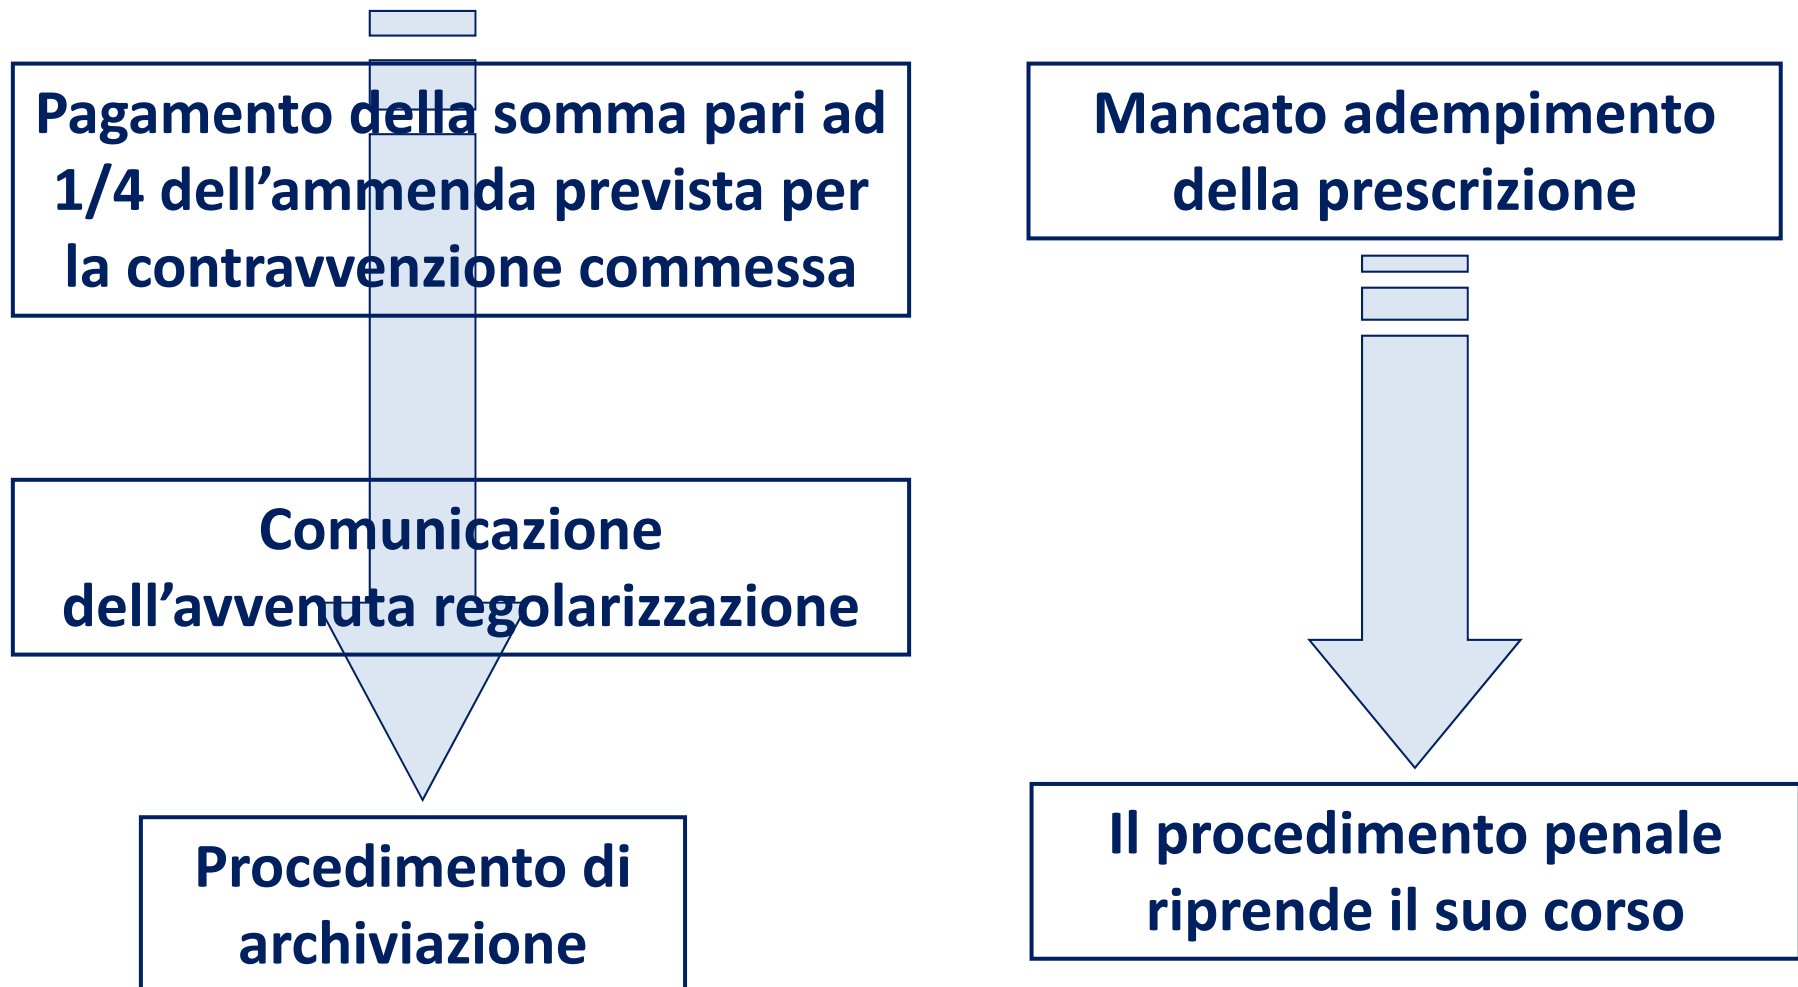 Pagamento della somma pari ad
1/4 dell’ammenda prevista per
la contravvenzione commessa
Comunicazione
dell’avvenuta regolarizzazione
Procedimento di
archiviazione
Mancato adempimento
della prescrizione
Il procedimento penale
riprende il suo corso